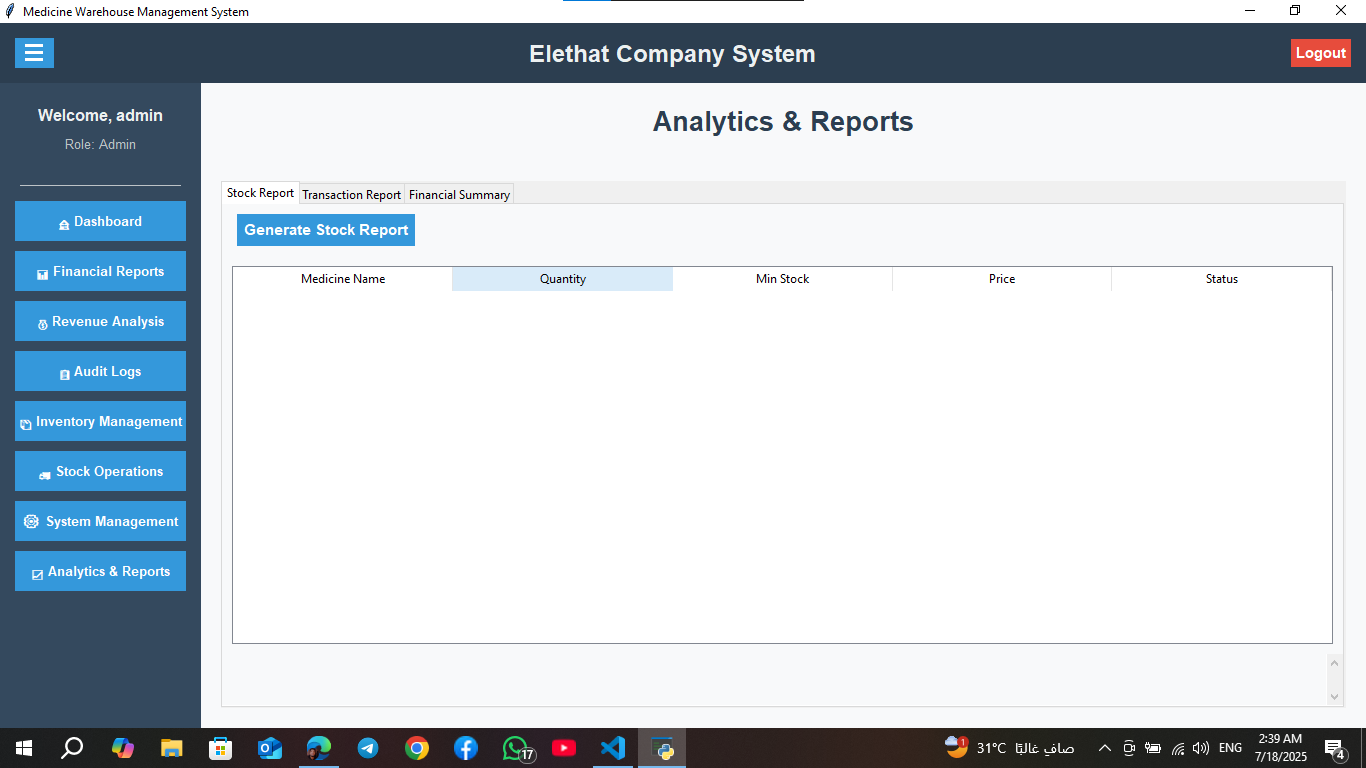 Medicine Warehouse Management System
☰
Elethat Company System
Logout
Welcome, admin
Role: Admin
Dashboard
Financial Reports
Revenue Analysis
Audit Logs
Inventory Management
Stock Operations
System Management
Analytics & Reports
Analytics & Reports
Stock Report Transaction Report Financial Summary
Generate Stock Report
Medicine Name Quantity Min Stock Price Status
17
1
31°C صافٍ غالبًا
ENG
2:39 AM
7/18/2025
4